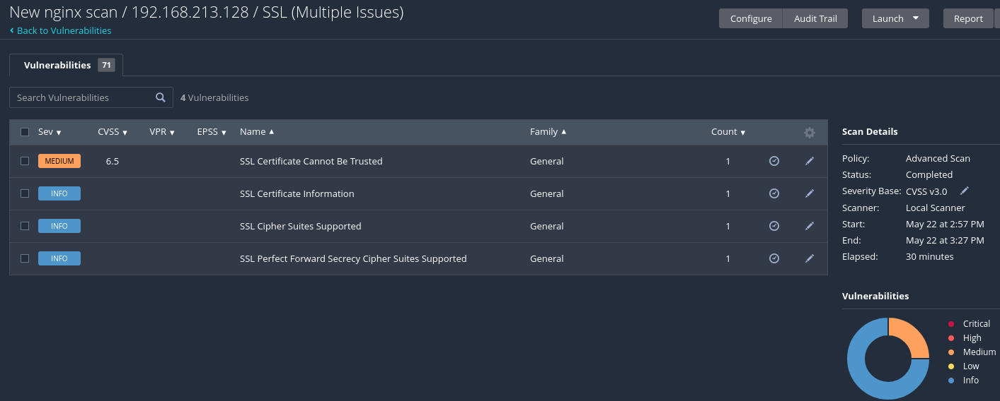 New nginx scan / 192.168.213.128 / SSL (Multiple Issues)
Back to Vulnerabilities
Configure Audit Trail Launch Report
Vulnerabilities 71
Search Vulnerabilities 4 Vulnerabilities
Sev CVSS VPR EPSS Name Family Count
MEDIUM 6.5 SSL Certificate Cannot Be Trusted General 1
INFO SSL Certificate Information General 1
INFO SSL Cipher Suites Supported General 1
INFO SSL Perfect Forward Secrecy Cipher Suites Supported General 1
Scan Details
Policy: Advanced Scan
Status: Completed
Severity Base: CVSS v3.0
Scanner: Local Scanner
Start: May 22 at 2:57 PM
End: May 22 at 3:27 PM
Elapsed: 30 minutes
Vulnerabilities
Critical
High
Medium
Low
Info